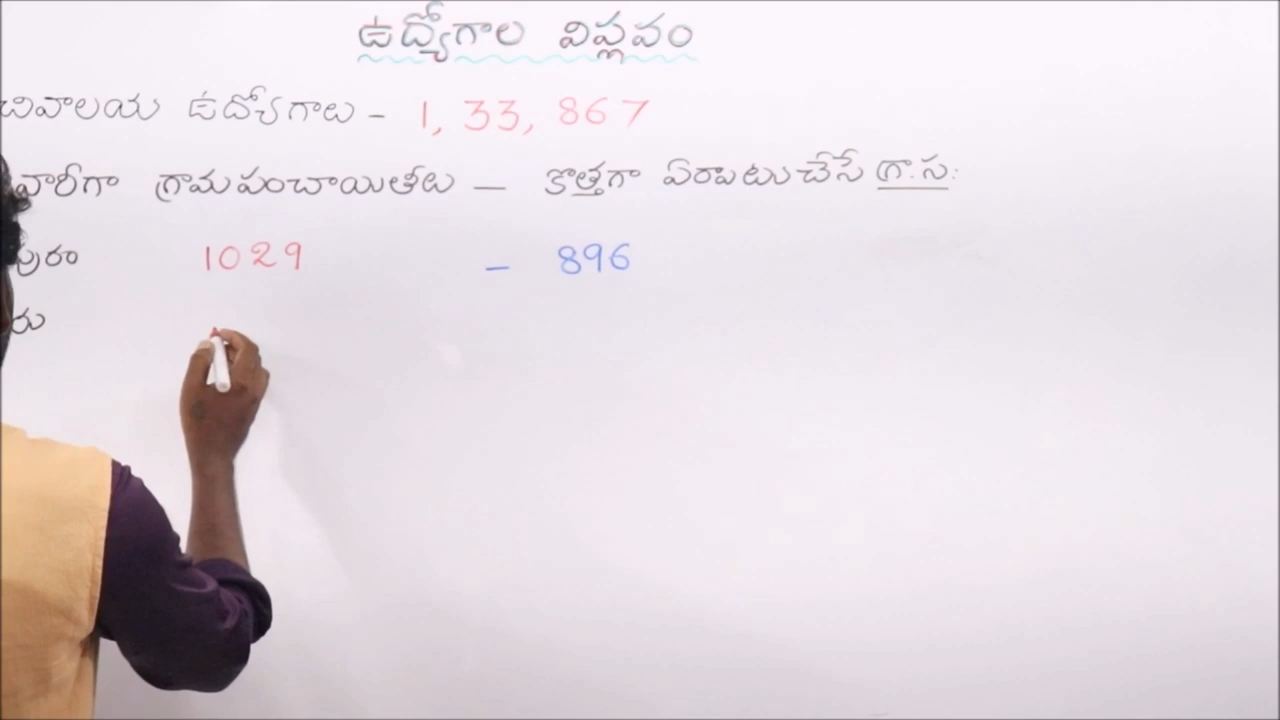 ఉద్యోగాల విప్లవం
చివాలయ ఉద్యోగాలు - 1, 33, 867
వారీగా గ్రామపంచాయితీలు - కొత్తగా ఏర్పాటుచేసే గ్రా.స:
పురం 1029 - 896
రు